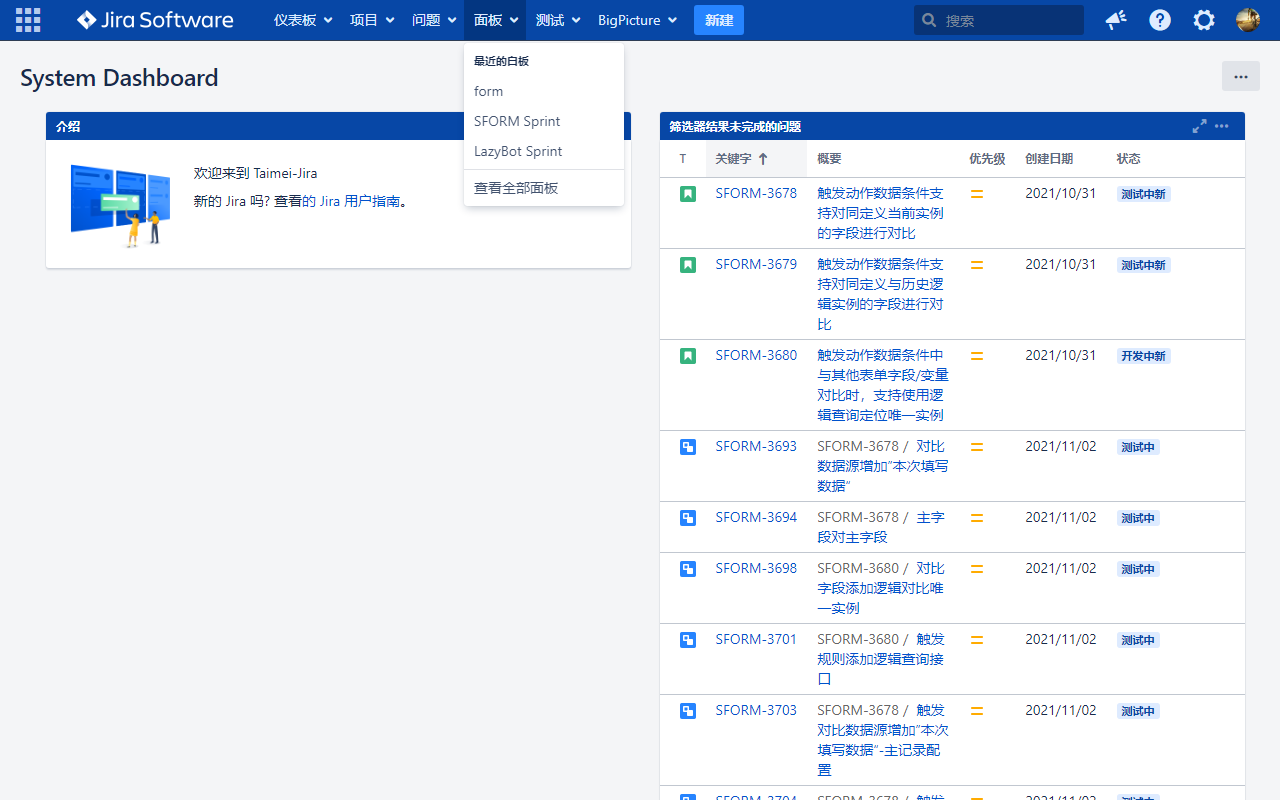 Jira Software
仪表板
项目
问题
面板
测试
BigPicture
新建
搜索
最近的白板
form
SFORM Sprint
LazyBot Sprint
查看全部面板
System Dashboard
介绍
欢迎来到 Taimei-Jira
新的 Jira 吗? 查看的 Jira 用户指南。
筛选器结果未完成的问题
T 关键字 概要 优先级 创建日期 状态
SFORM-3678 触发动作数据条件支 2021/10/31 测试中新
持对同定义当前实例
的字段进行对比
SFORM-3679 触发动作数据条件支 2021/10/31 测试中新
持对同定义与历史逻
辑实例的字段进行对
比
SFORM-3680 触发动作数据条件中 2021/10/31 开发中新
与其他表单字段/变量
对比时，支持使用逻
辑查询定位唯一实例
SFORM-3693 SFORM-3678 / 对比 2021/11/02 测试中
数据源增加“本次填写
数据”
SFORM-3694 SFORM-3678 / 主字 2021/11/02 测试中
段对主字段
SFORM-3698 SFORM-3680 / 对比 2021/11/02 测试中
字段添加逻辑对比唯
一实例
SFORM-3701 SFORM-3680 / 触发 2021/11/02 测试中
规则添加逻辑查询接
口
SFORM-3703 SFORM-3678 / 触发 2021/11/02 测试中
对比数据源增加“本次
填写数据”-主记录配
置
SFORM-3704 SFORM-3678 / 触发 2021/11/02 测试中